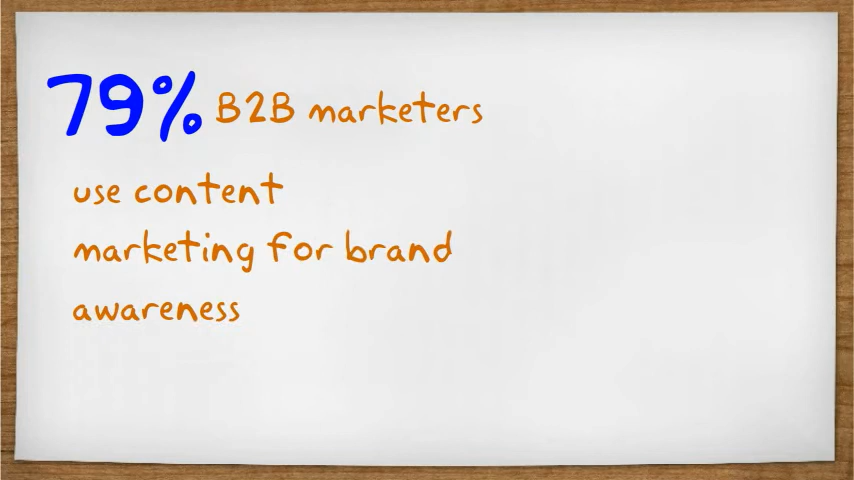 79% B2B marketers
use content
marketing for brand
awareness